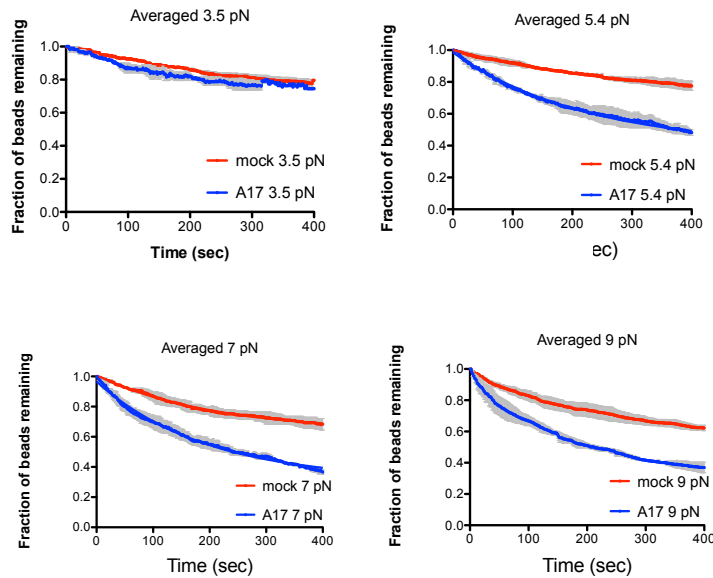 Averaged 3.5 pN
Fraction of beads remaining
1.0
0.8
0.6
0.4
0.2
0.0
mock 3.5 pN
A17 3.5 pN
0
100
200
300
400
Time (sec)
Averaged 5.4 pN
Fraction of beads remaining
1.0
0.8
0.6
0.4
0.2
0.0
mock 5.4 pN
A17 5.4 pN
0
100
200
300
400
ec)
Averaged 7 pN
Fraction of beads remaining
1.0
0.8
0.6
0.4
0.2
0.0
mock 7 pN
A17 7 pN
0
100
200
300
400
Time (sec)
Averaged 9 pN
Fraction of beads remaining
1.0
0.8
0.6
0.4
0.2
0.0
mock 9 pN
A17 9 pN
0
100
200
300
400
Time (sec)